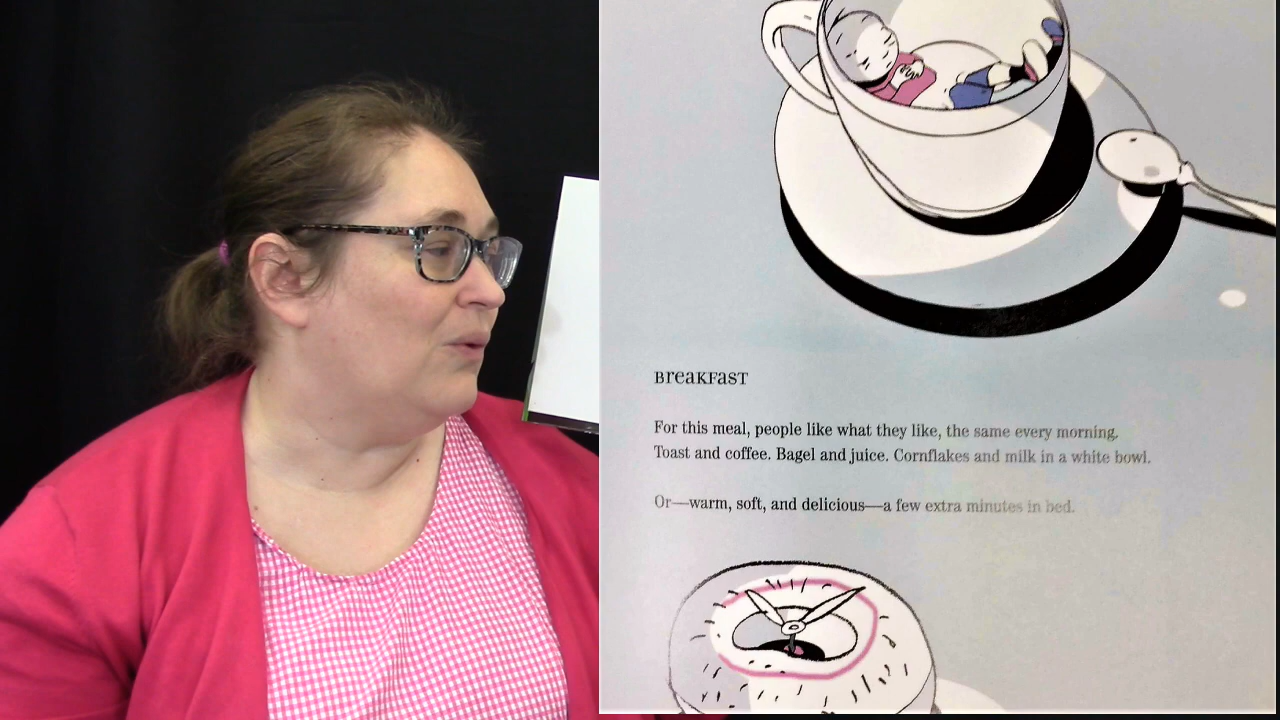 BreaKFasT
For this meal, people like what they like, the same every morning.
Toast and coffee. Bagel and juice. Cornflakes and milk in a white bowl.
Or—warm, soft, and delicious—a few extra minutes in bed.